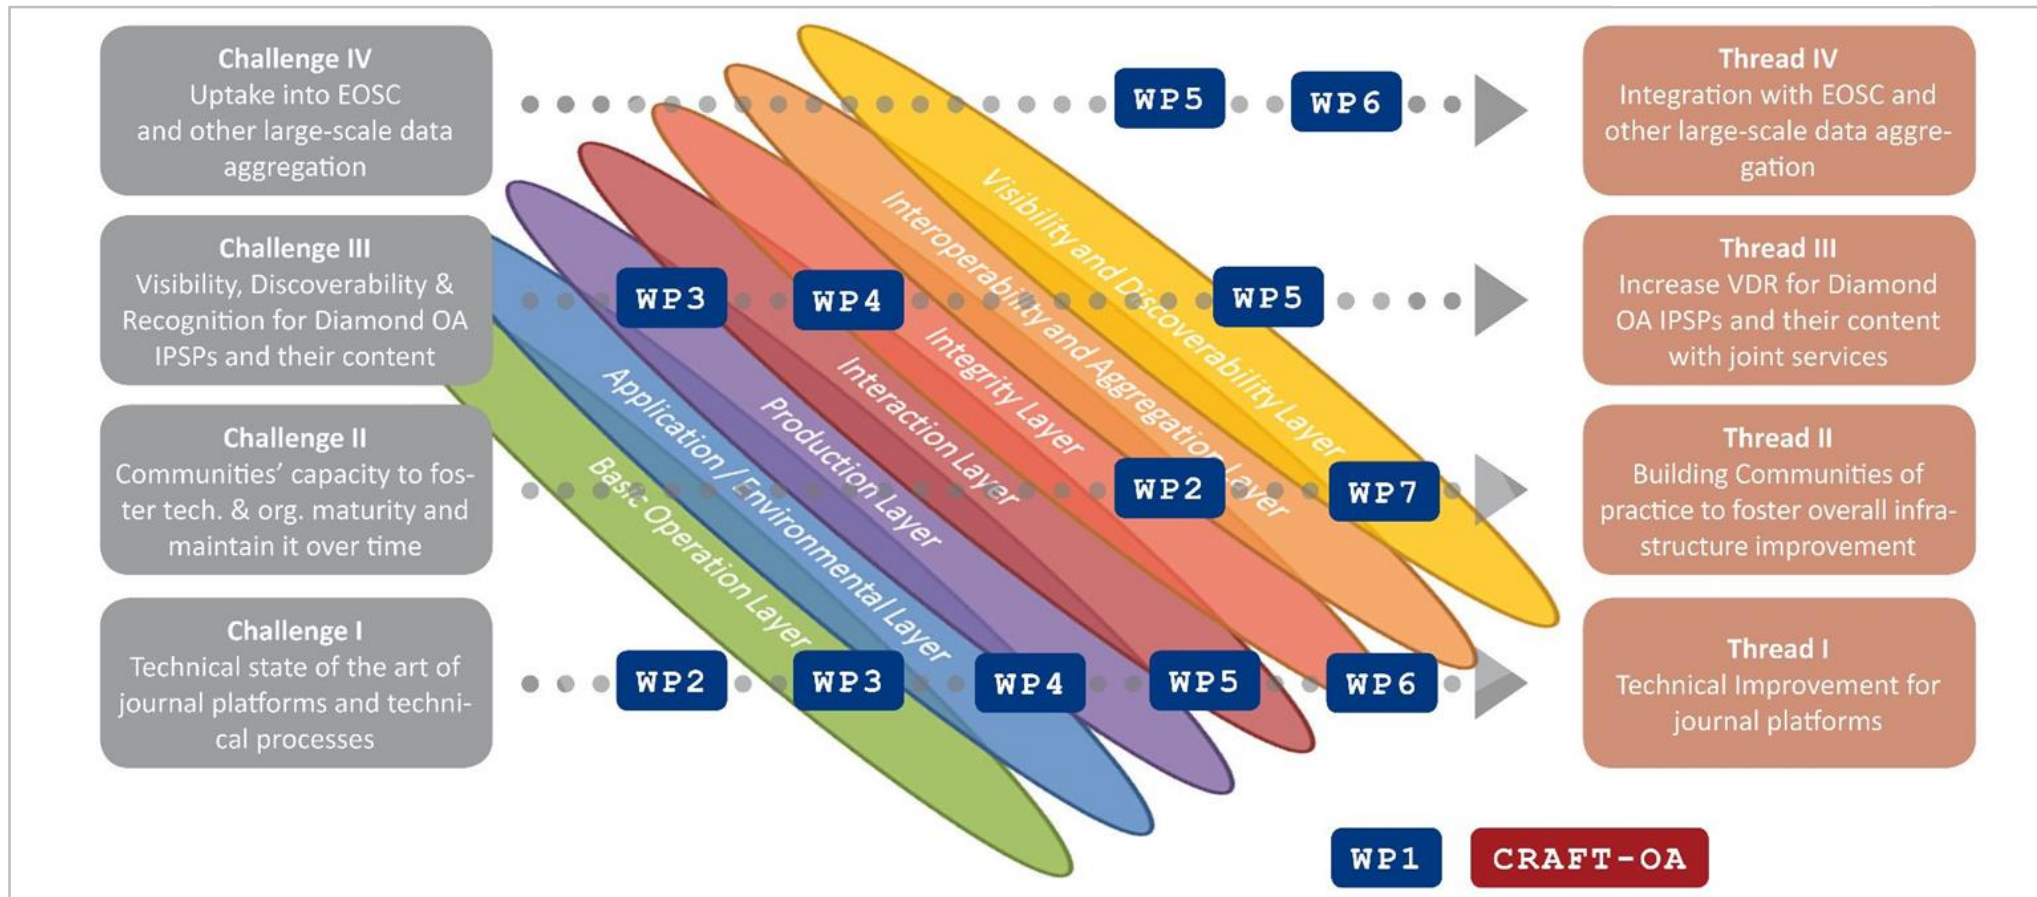 Challenge IV
Uptake into EOSC
and other large-scale data
aggregation
WP5
WP6
Thread IV
Integration with EOSC and
other large-scale data aggre-
gation
Challenge III
Visibility, Discoverability &
Recognition for Diamond OA
IPSPs and their content
WP3
WP4
WP5
Thread III
Increase VDR for Diamond
OA IPSPs and their content
with joint services
Challenge II
Communities’ capacity to fos-
ter tech. & org. maturity and
maintain it over time
WP2
WP7
Thread II
Building Communities of
practice to foster overall infra-
structure improvement
Challenge I
Technical state of the art of
journal platforms and techni-
cal processes
WP2
WP3
WP4
WP5
WP6
Thread I
Technical Improvement for
journal platforms
Basic Operation Layer
Application / Environmental Layer
Production Layer
Interaction Layer
Integrity Layer
Interoperability and Aggregation Layer
Visibility and Discoverability Layer
WP1
CRAFT-OA